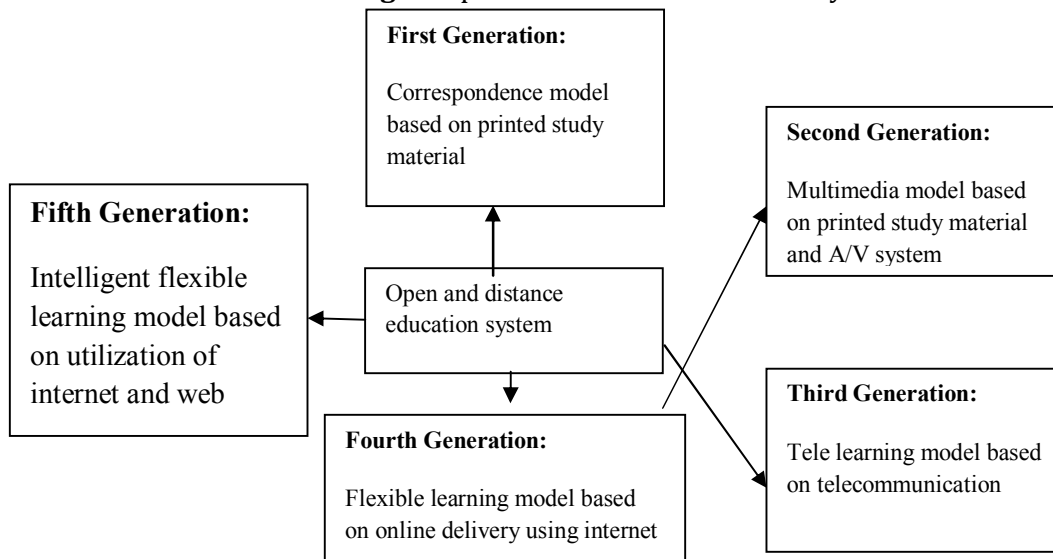 First Generation:
Correspondence model
based on printed study
material
Second Generation:
Multimedia model based
on printed study material
and A/V system
Fifth Generation:
Intelligent flexible
learning model based
on utilization of
internet and web
Open and distance
education system
Third Generation:
Tele learning model based
on telecommunication
Fourth Generation:
Flexible learning model based
on online delivery using internet